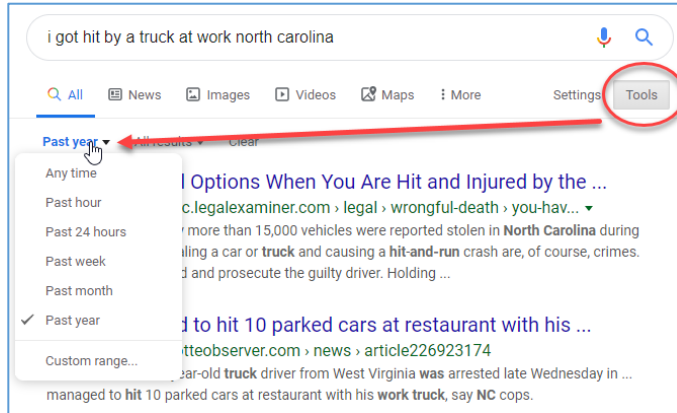 i got hit by a truck at work north carolina
All News Images Videos Maps More Settings Tools
Past year All results Clear
Any time
Past hour
Past 24 hours
Past week
Past month
Past year
Custom range...
l Options When You Are Hit and Injured by the ...
c.legalexaminer.com › legal › wrongful-death › you-hav...
more than 15,000 vehicles were reported stolen in North Carolina during
aling a car or truck and causing a hit-and-run crash are, of course, crimes.
d and prosecute the guilty driver. Holding ...
d to hit 10 parked cars at restaurant with his ...
tteobserver.com › news › article226923174
ear-old truck driver from West Virginia was arrested late Wednesday in ...
managed to hit 10 parked cars at restaurant with his work truck, say NC cops.